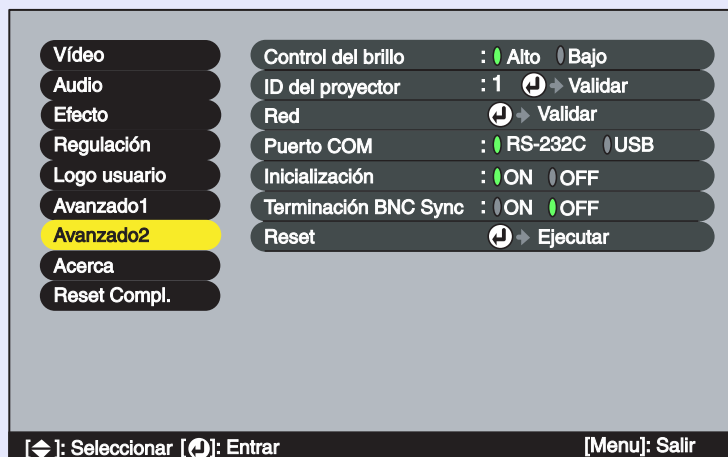 Vídeo
Audio
Efecto
Regulación
Logo usuario
Avanzado1
Avanzado2
Acerca
Reset Compl.
Control del brillo : Alto Bajo
ID del proyector : 1 Validar
Red Validar
Puerto COM : RS-232C USB
Inicialización : ON OFF
Terminación BNC Sync : ON OFF
Reset Ejecutar
[ ]: Seleccionar [ ]: Entrar [Menu]: Salir